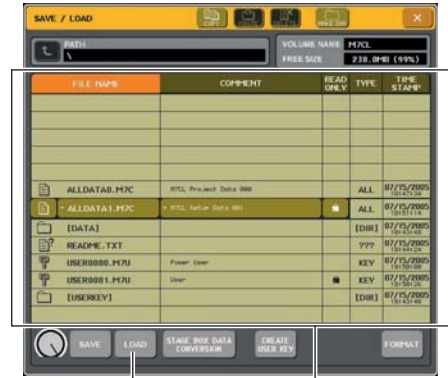 SAVE / LOAD
COPY
PATH
\
VOLUME NAME M7CL
FREE SIZE 238.0MB (99%)
FILE NAME COMMENT READ ONLY TYPE TIME STAMP
ALLDATA0.M7C M7CL Project Data 000 ALL 07/15/2005
ALLDATA1.M7C M7CL Setup Data 001 ALL 07/15/2005
[DATA] [DIR] 07/15/2005
README.TXT ??? 07/15/2005
USER0000.M7U Power User KEY 07/15/2005
USER0001.M7U User KEY 07/15/2005
[USERKEY] [DIR] 07/15/2005
SAVE LOAD STAGE BOX DATA CONVERSION CREATE USER KEY FORMAT